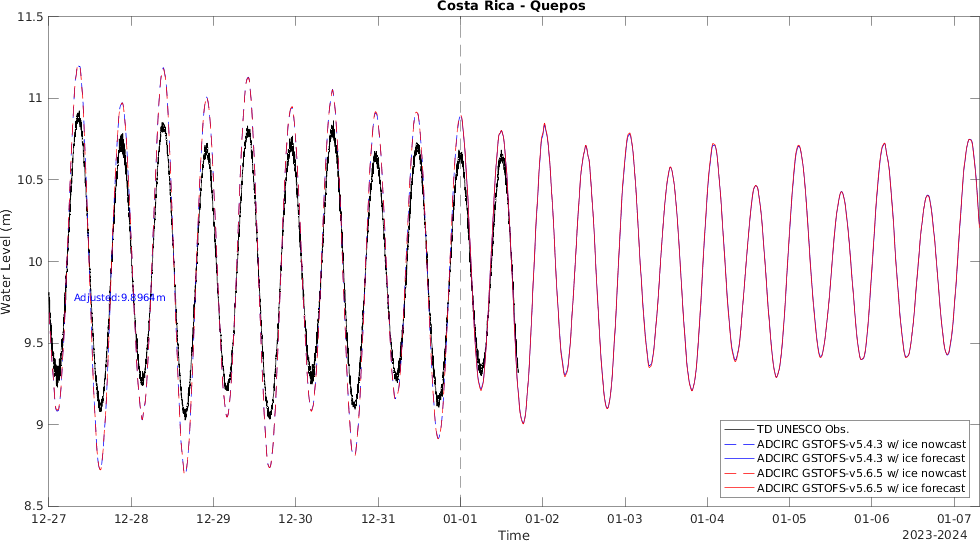 Costa Rica - Quepos
11.5
11
10.5
10
9.5
9
8.5
Water Level (m)
Adjusted:9.8964m
TD UNESCO Obs.
ADCIRC GSTOFS-v5.4.3 w/ ice nowcast
ADCIRC GSTOFS-v5.4.3 w/ ice forecast
ADCIRC GSTOFS-v5.6.5 w/ ice nowcast
ADCIRC GSTOFS-v5.6.5 w/ ice forecast
12-27 12-28 12-29 12-30 12-31 01-01 01-02 01-03 01-04 01-05 01-06 01-07
Time
2023-2024